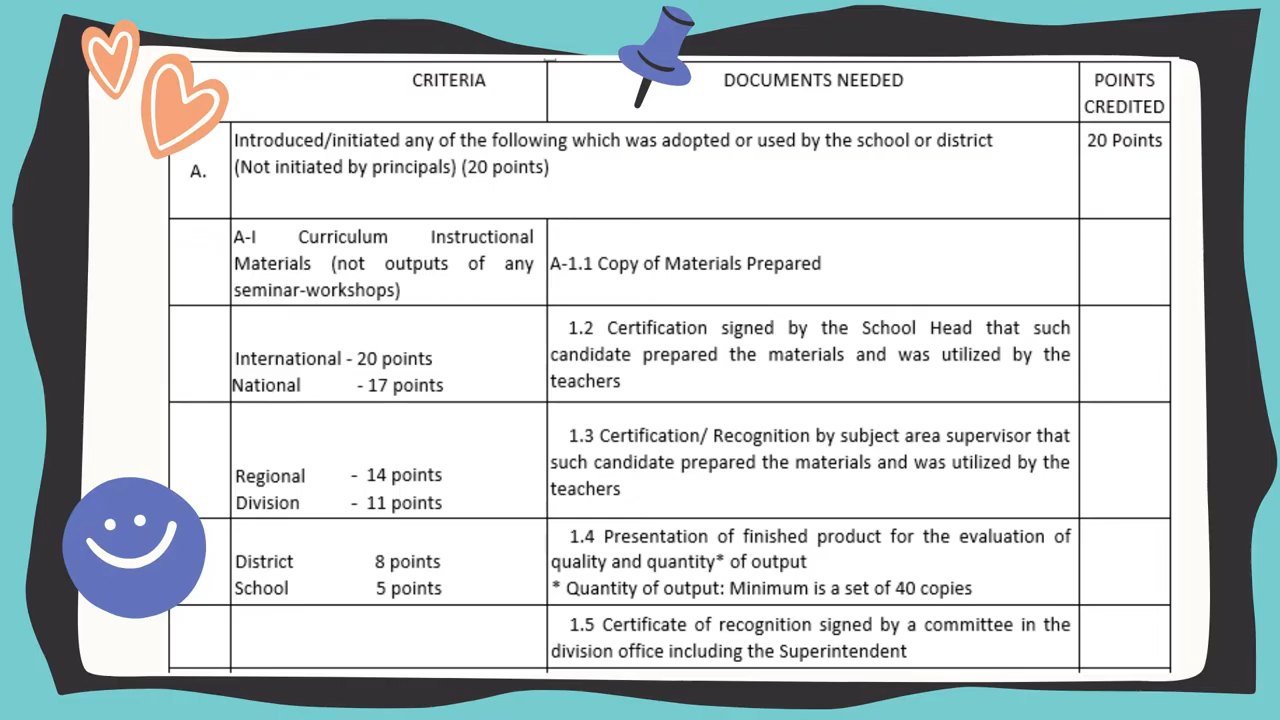 CRITERIA
DOCUMENTS NEEDED
POINTS
CREDITED
A.
Introduced/initiated any of the following which was adopted or used by the school or district
(Not initiated by principals) (20 points)
20 Points
A-I Curriculum Instructional
Materials (not outputs of any
seminar-workshops)
A-1.1 Copy of Materials Prepared
International - 20 points
National - 17 points
1.2 Certification signed by the School Head that such
candidate prepared the materials and was utilized by the
teachers
Regional - 14 points
Division - 11 points
1.3 Certification/ Recognition by subject area supervisor that
such candidate prepared the materials and was utilized by the
teachers
District 8 points
School 5 points
1.4 Presentation of finished product for the evaluation of
quality and quantity* of output
* Quantity of output: Minimum is a set of 40 copies
1.5 Certificate of recognition signed by a committee in the
division office including the Superintendent